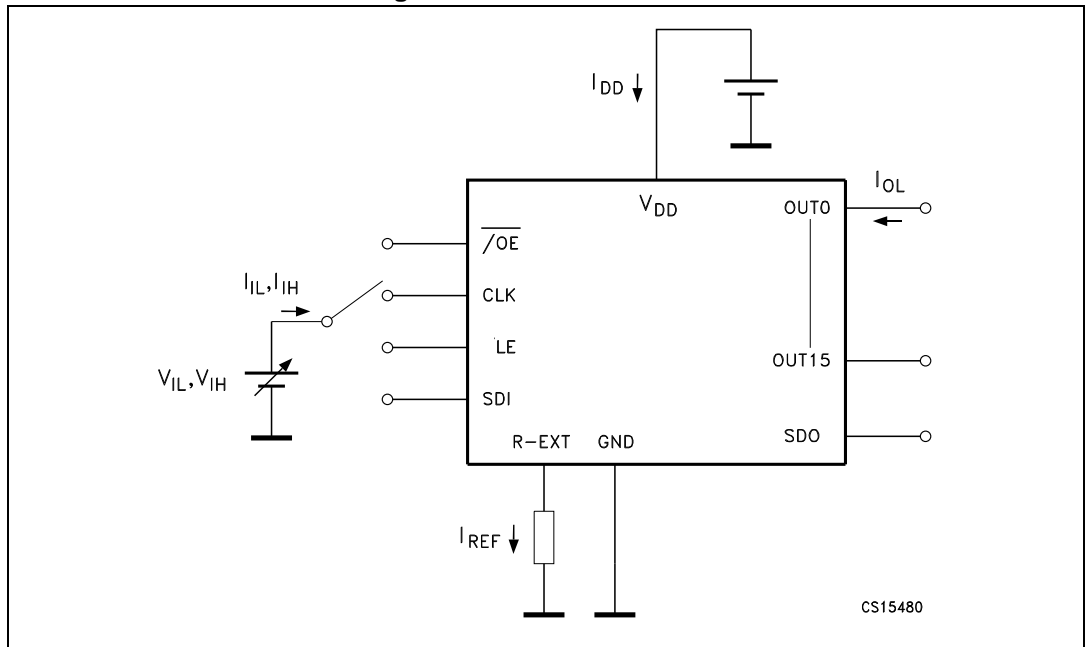 I_DD
V_DD
OUT0
I_OL
/OE
I_IL,I_IH
CLK
LE
OUT15
V_IL,V_IH
SDI
SDO
R-EXT GND
I_REF
CS15480